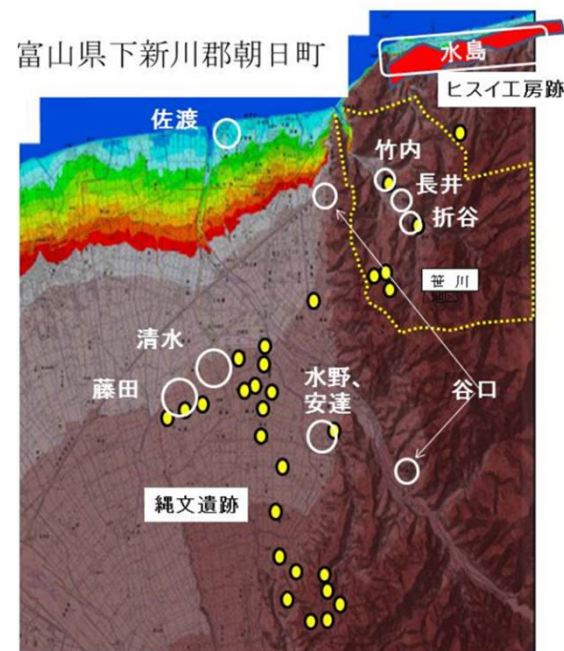 富山県下新川郡朝日町
水島
ヒスイ工房跡
佐渡
竹内
長井
折谷
笹川
清水
藤田
水野、
安達
谷口
縄文遺跡